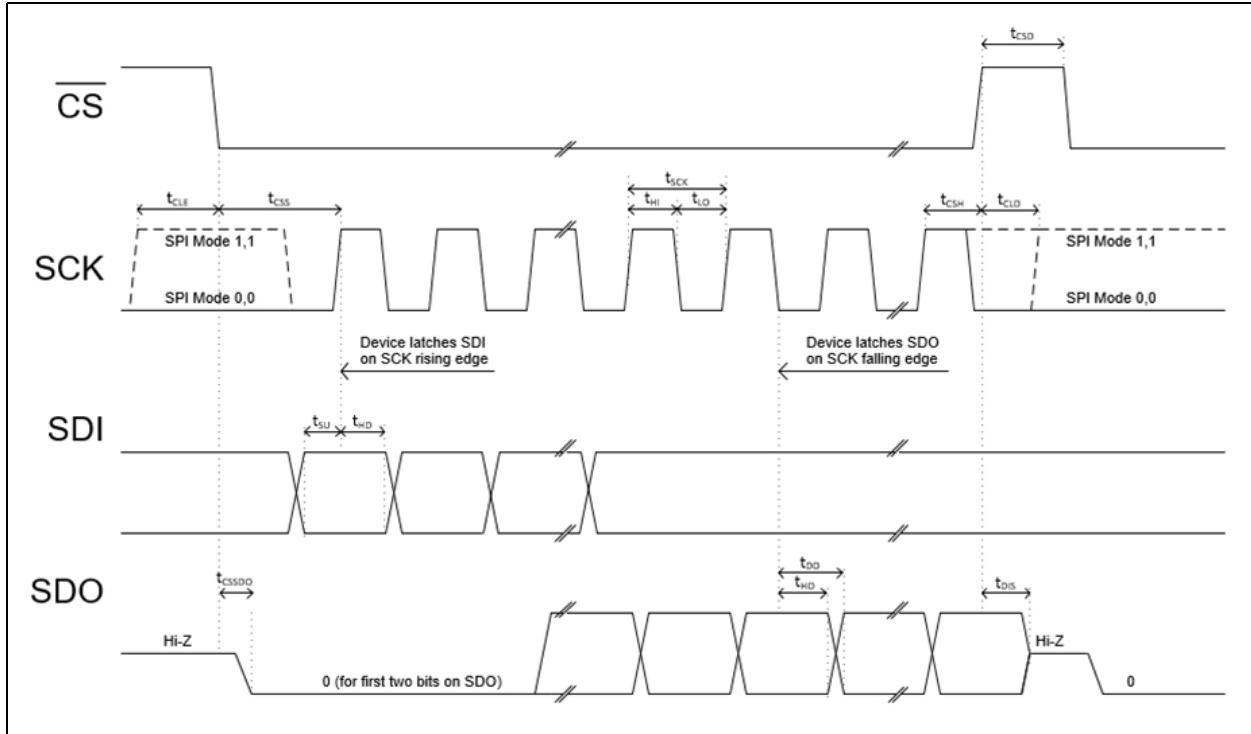 tCSD
CS
tCLE
tCSS
tSCK
tHI
tLO
tCSH
tCLD
SPI Mode 1,1
SPI Mode 1,1
SCK
SPI Mode 0,0
SPI Mode 0,0
Device latches SDI
on SCK rising edge
Device latches SDO
on SCK falling edge
SDI
tSU
tHD
tCSSDO
tDO
tHO
tDIS
SDO
Hi-Z
Hi-Z
0 (for first two bits on SDO)
0